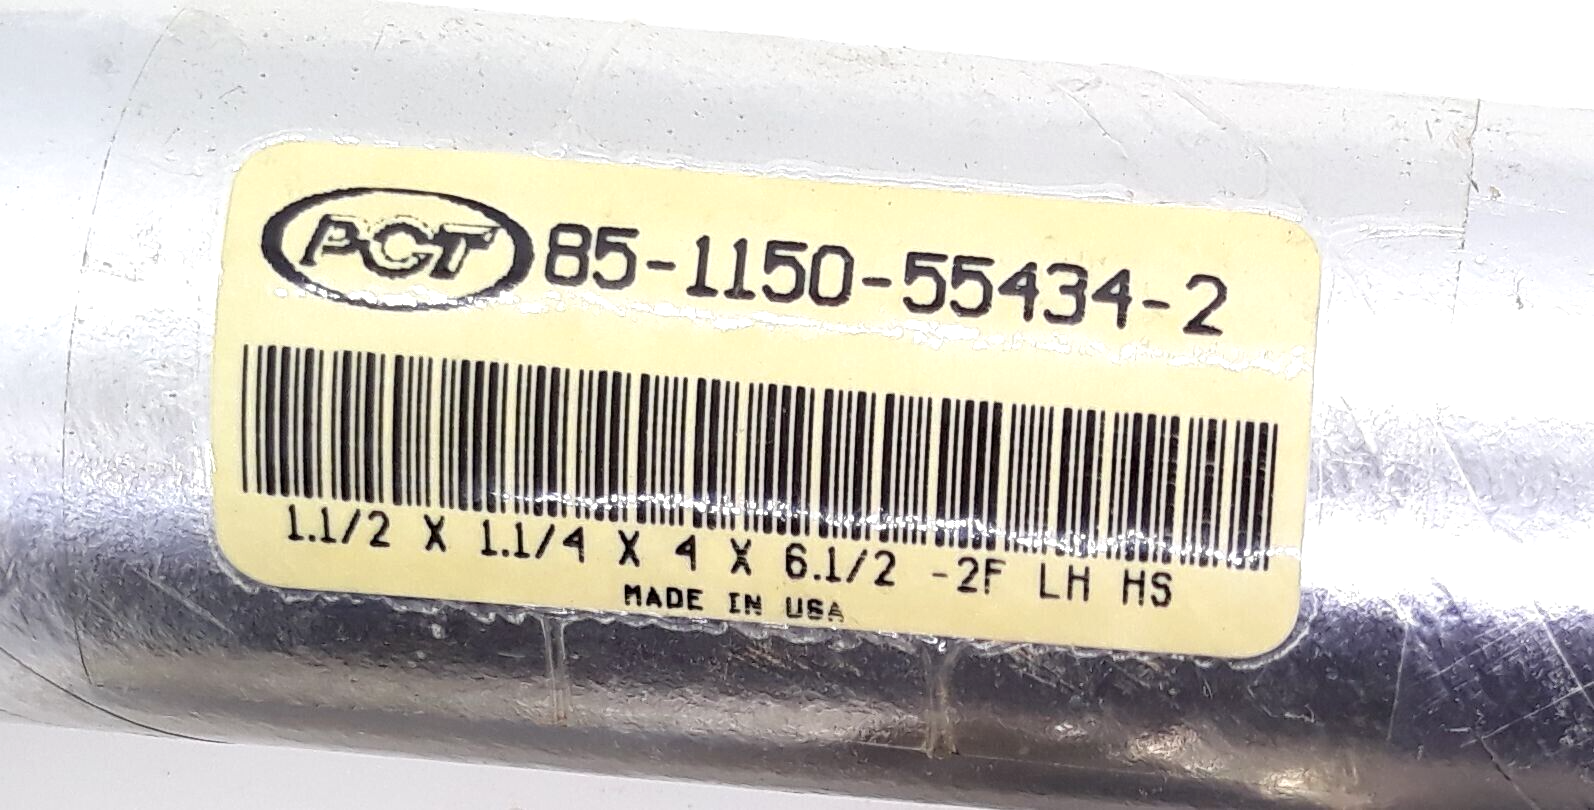 PCT 85-1150-55434-2
1.1/2 X 1.1/4 X 4 X 6.1/2 -2F LH HS
MADE IN USA